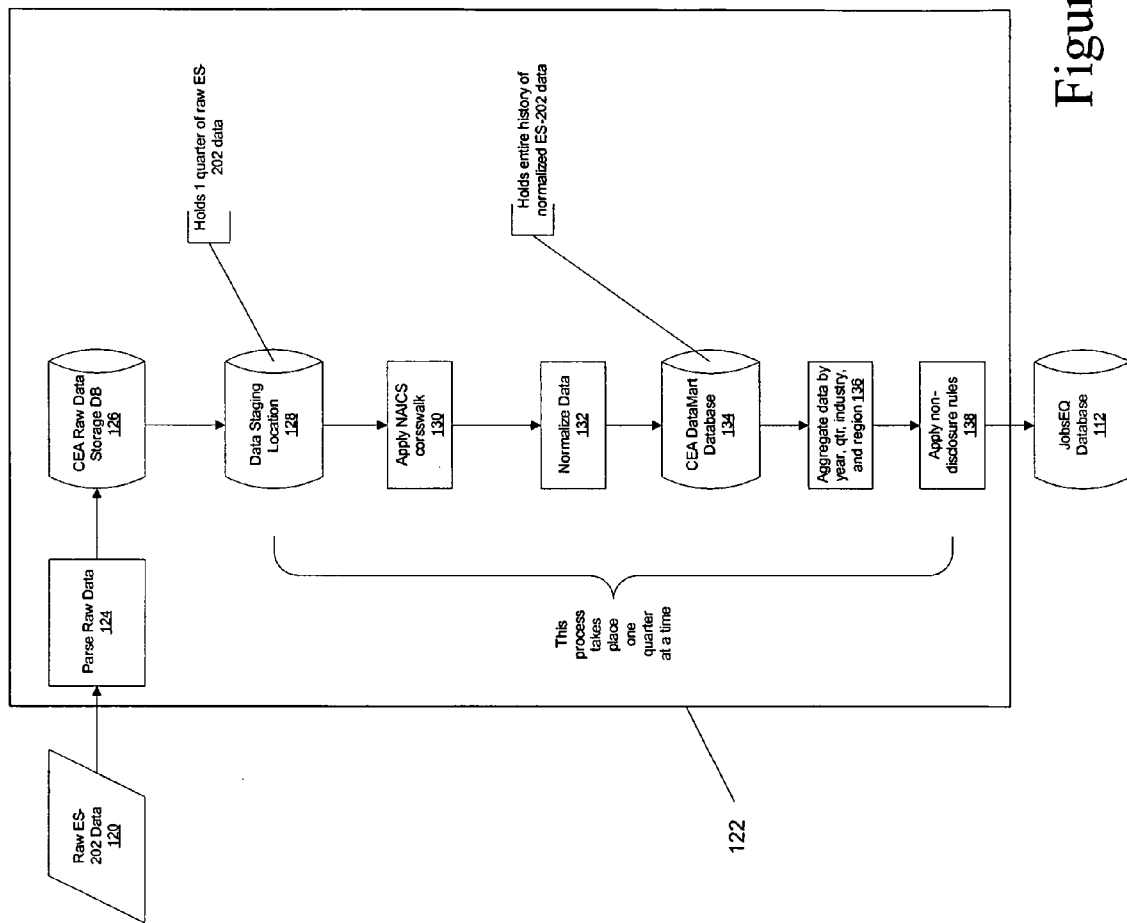 Raw ES-
202 Data
120
Parse Raw Data
124
CEA Raw Data
Storage DB
126
Data Staging
Location
128
Holds 1 quarter of raw ES-
202 data
Apply NAICS
corsswalk
130
Normalize Data
132
CEA DataMart
Database
134
Holds entire history of
normalized ES-202 data
Aggregate data by
year, qtr, industry,
and region 136
Apply non-
disclosure rules
138
JobsEQ
Database
112
This
process
takes
place
one
quarter
at a time
122
Figur